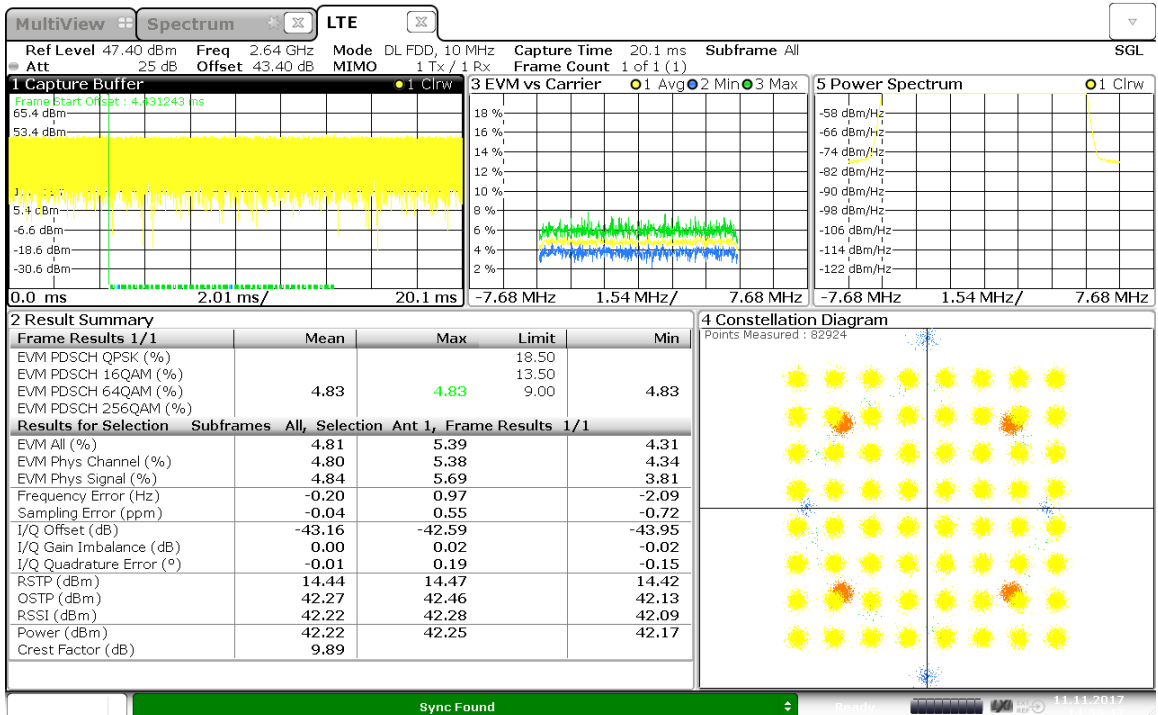 MultiView Spectrum LTE
Ref Level 47.40 dBm Freq 2.64 GHz Mode DL FDD, 10 MHz Capture Time 20.1 ms Subframe All SGL
Att 25 dB Offset 43.40 dB MIMO 1 Tx / 1 Rx Frame Count 1 of 1 (1)
1 Capture Buffer 1 Clrw
Frame Start Offset : 4.431243 ms
65.4 dBm
53.4 dBm
5.4 dBm
-6.6 dBm
-18.6 dBm
-30.6 dBm
0.0 ms 2.01 ms/ 20.1 ms
3 EVM vs Carrier 1 Avg 2 Min 3 Max
18 %
16 %
14 %
12 %
10 %
8 %
6 %
4 %
2 %
-7.68 MHz 1.54 MHz/ 7.68 MHz
5 Power Spectrum 1 Clrw
-58 dBm/Hz
-66 dBm/Hz
-74 dBm/Hz
-82 dBm/Hz
-90 dBm/Hz
-98 dBm/Hz
-106 dBm/Hz
-114 dBm/Hz
-122 dBm/Hz
-7.68 MHz 1.54 MHz/ 7.68 MHz
2 Result Summary
Frame Results 1/1 Mean Max Limit Min
EVM PDSCH QPSK (%) 18.50
EVM PDSCH 16QAM (%) 13.50
EVM PDSCH 64QAM (%) 4.83 4.83 9.00 4.83
EVM PDSCH 256QAM (%)
Results for Selection Subframes All, Selection Ant 1, Frame Results 1/1
EVM All (%) 4.81 5.39 4.31
EVM Phys Channel (%) 4.80 5.38 4.34
EVM Phys Signal (%) 4.84 5.69 3.81
Frequency Error (Hz) -0.20 0.97 -2.09
Sampling Error (ppm) -0.04 0.55 -0.72
I/Q Offset (dB) -43.16 -42.59 -43.95
I/Q Gain Imbalance (dB) 0.00 0.02 -0.02
I/Q Quadrature Error (°) -0.01 0.19 -0.15
RSTP (dBm) 14.44 14.47 14.42
OSTP (dBm) 42.27 42.46 42.13
RSSI (dBm) 42.22 42.28 42.09
Power (dBm) 42.22 42.25 42.17
Crest Factor (dB) 9.89
4 Constellation Diagram
Points Measured : 82924
Sync Found
Ready
EXT REF
11.11.2017